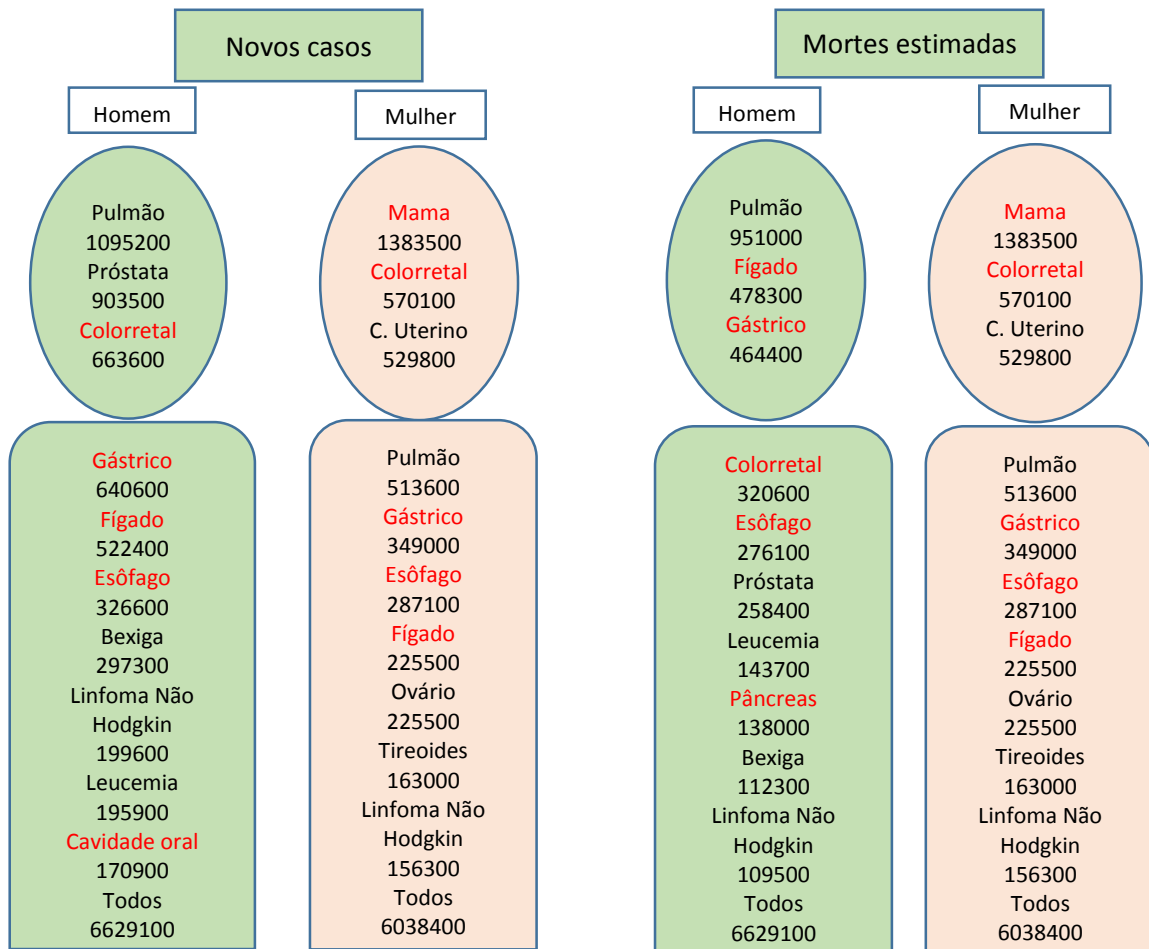 Novos casos
Homem
Pulmão
1095200
Próstata
903500
Colorretal
663600
Gástrico
640600
Fígado
522400
Esôfago
326600
Bexiga
297300
Linfoma Não
Hodgkin
199600
Leucemia
195900
Cavidade oral
170900
Todos
6629100
Mulher
Mama
1383500
Colorretal
570100
C. Uterino
529800
Pulmão
513600
Gástrico
349000
Esôfago
287100
Fígado
225500
Ovário
225500
Tireoides
163000
Linfoma Não
Hodgkin
156300
Todos
6038400
Mortes estimadas
Homem
Pulmão
951000
Fígado
478300
Gástrico
464400
Colorretal
320600
Esôfago
276100
Próstata
258400
Leucemia
143700
Pâncreas
138000
Bexiga
112300
Linfoma Não
Hodgkin
109500
Todos
6629100
Mulher
Mama
1383500
Colorretal
570100
C. Uterino
529800
Pulmão
513600
Gástrico
349000
Esôfago
287100
Fígado
225500
Ovário
225500
Tireoides
163000
Linfoma Não
Hodgkin
156300
Todos
6038400